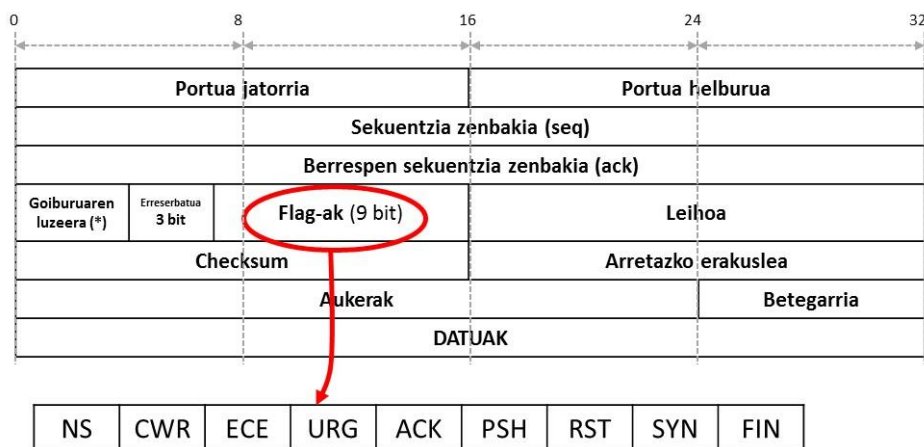 0 8 16 24 32
Portua jatorria Portua helburua
Sekuentzia zenbakia (seq)
Berrespen sekuentzia zenbakia (ack)
Goiburuaren luzeera (*) Erreserbatua 3 bit Flag-ak (9 bit) Leihoa
Checksum Arretazko erakuslea
Aukerak Betegarria
DATUAK
NS CWR ECE URG ACK PSH RST SYN FIN